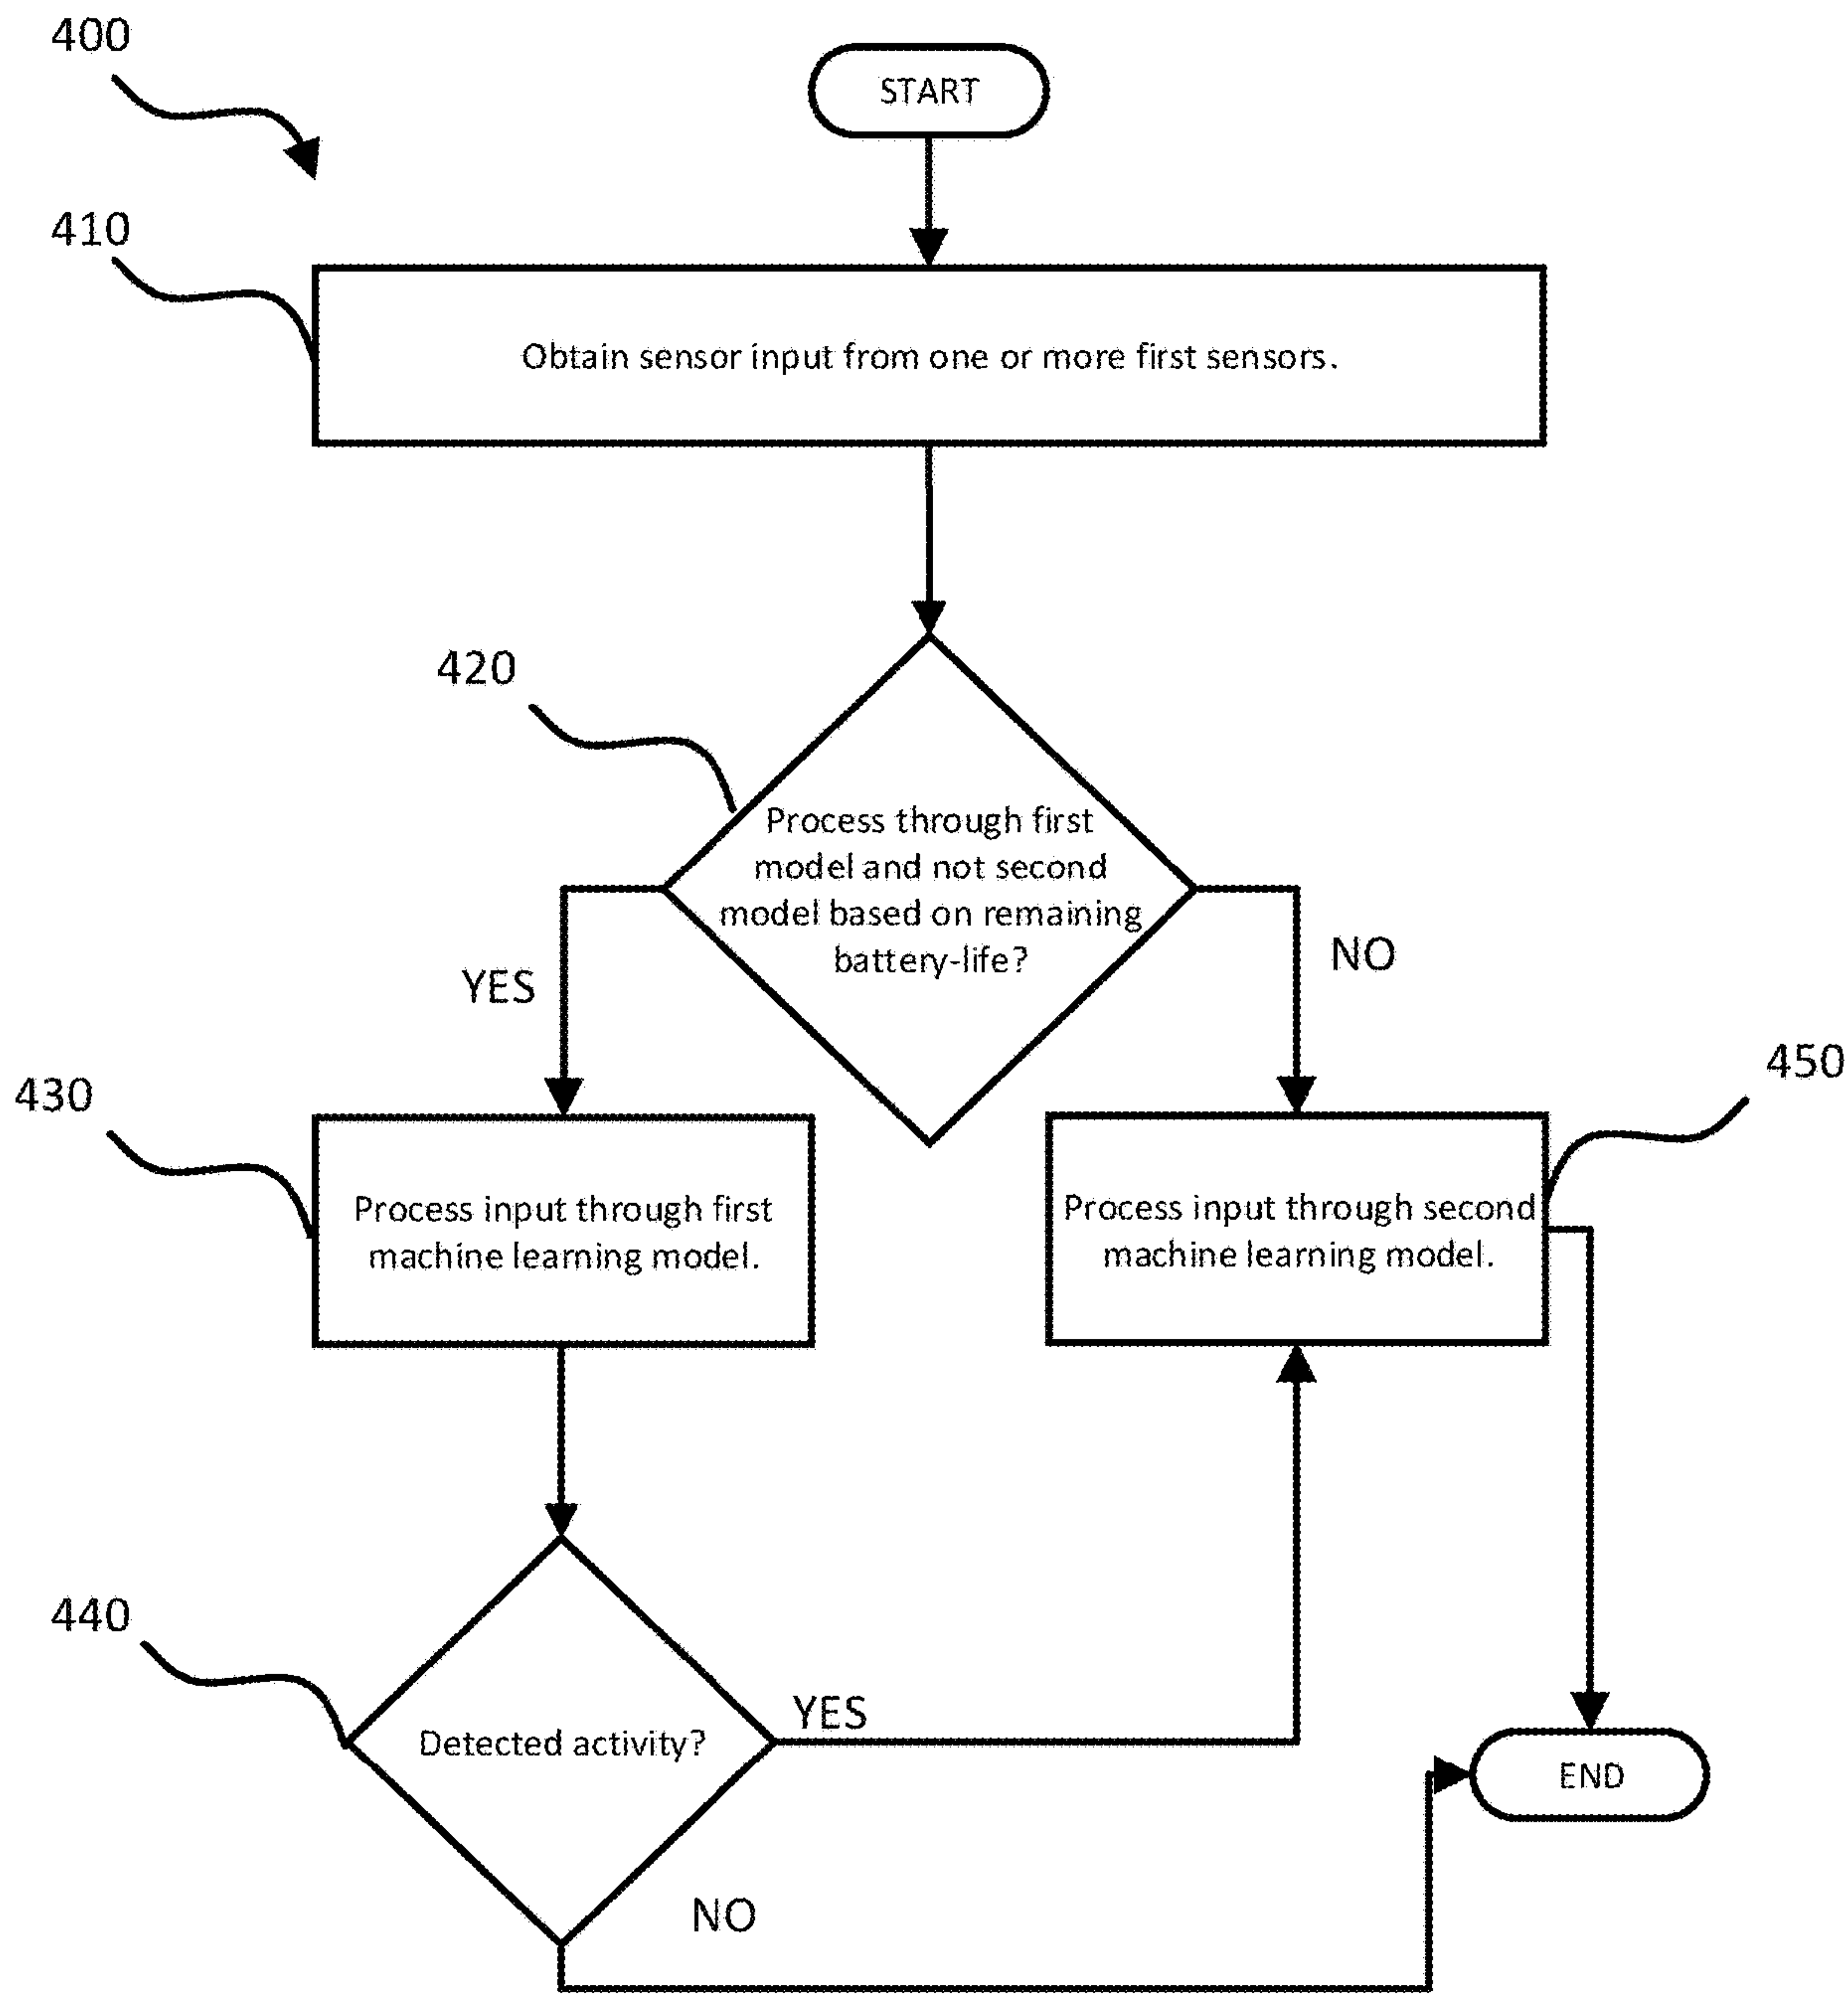 400
START
410
Obtain sensor input from one or more first sensors.
420
Process through first
model and not second
model based on remaining
battery-life?
YES
NO
430
450
Process input through first
machine learning model.
Process input through second
machine learning model.
440
Detected activity?
YES
NO
END